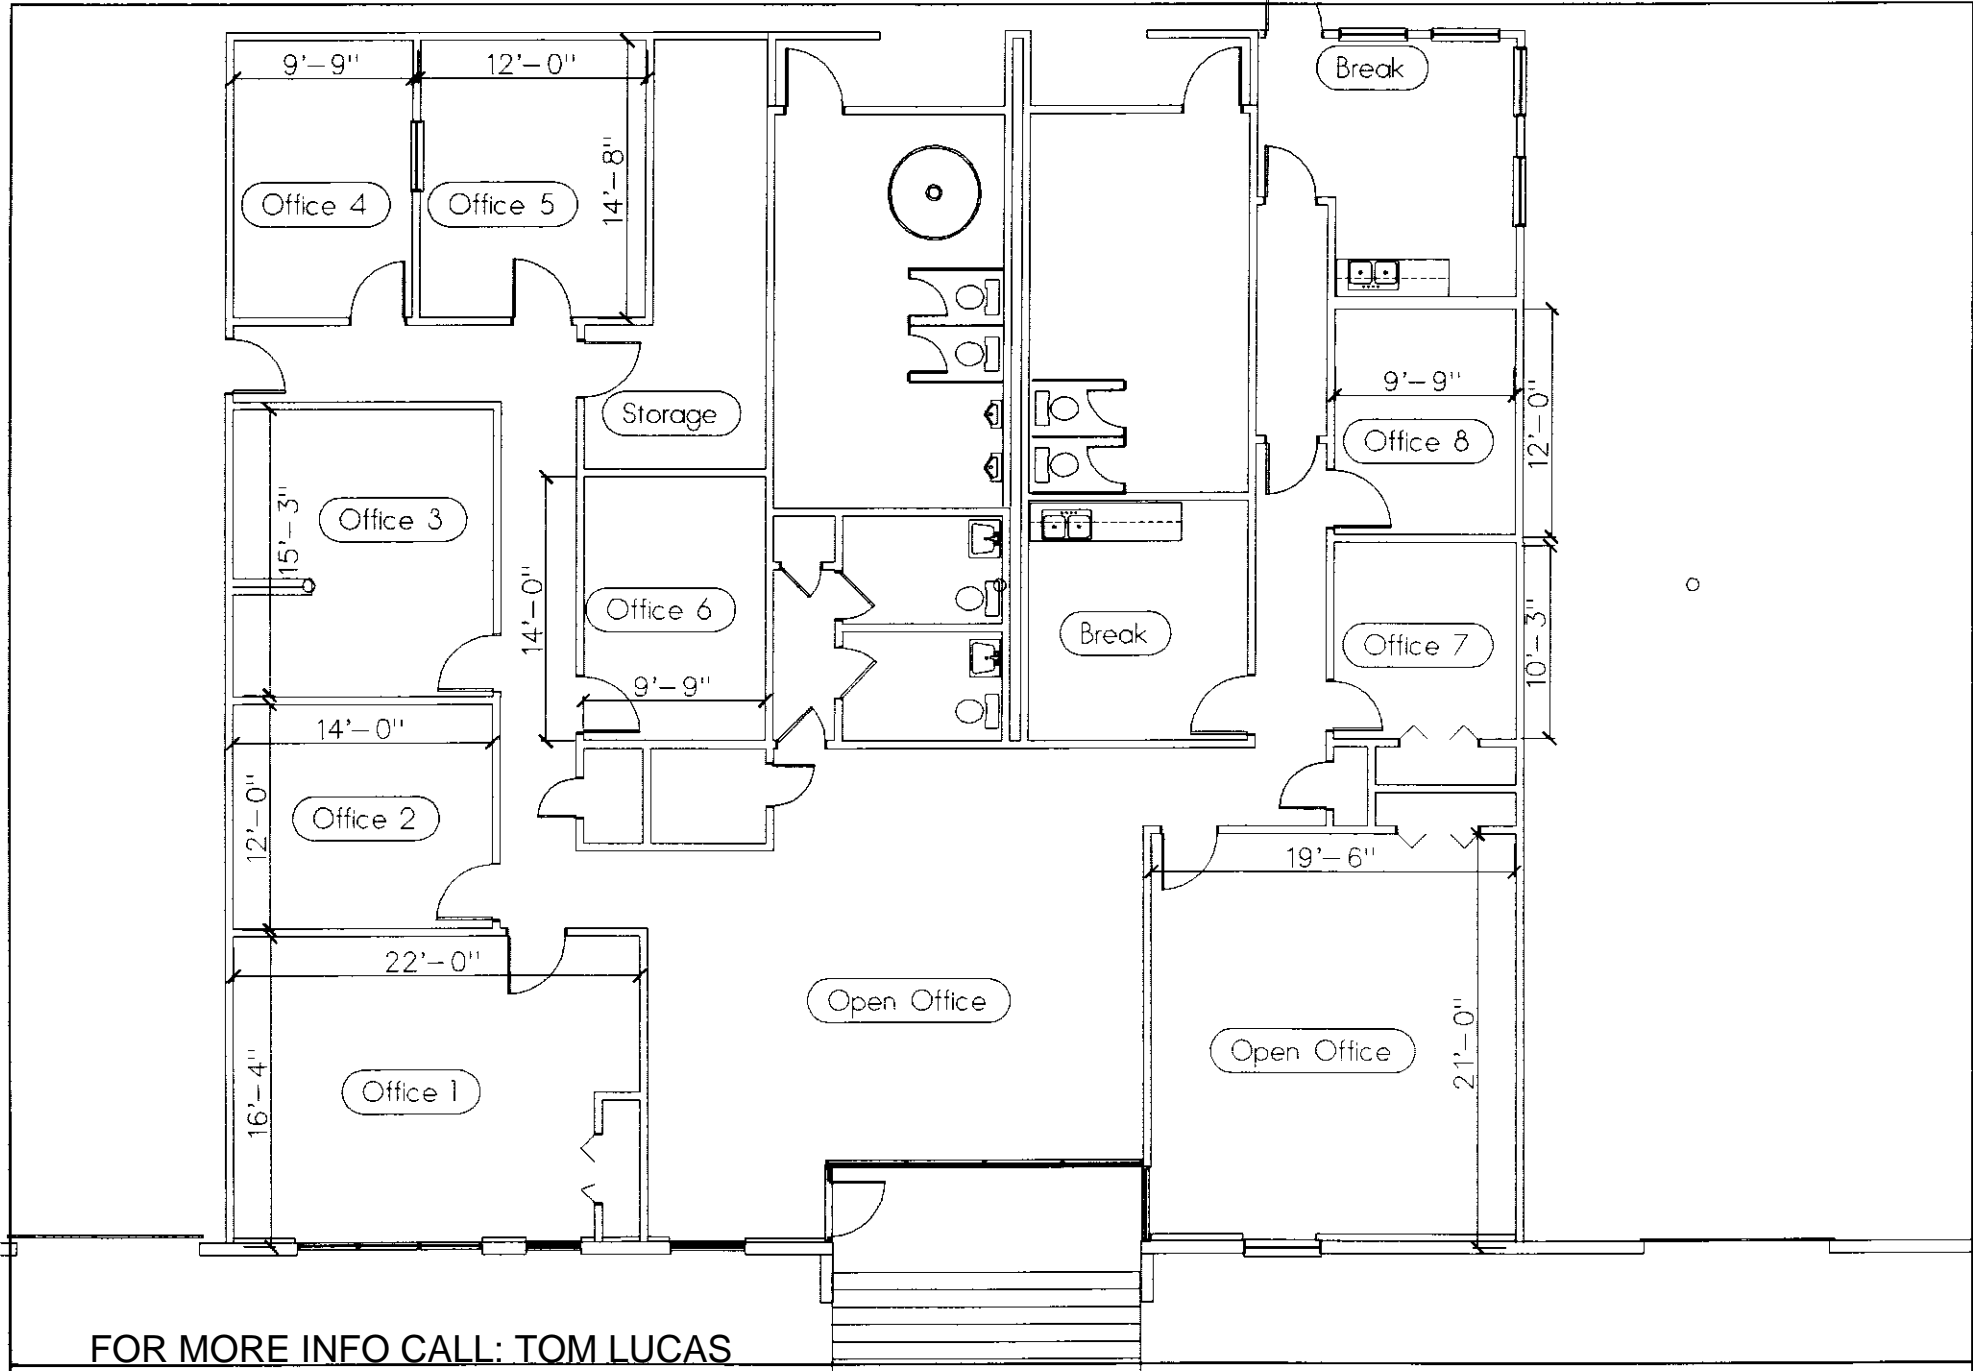 9'-9"
12'-0"
Break
14'-8"
Office 4
Office 5
9'-9"
12'-0"
Storage
Office 8
15'-3"
Office 3
14'-0"
Office 6
Break
Office 7
10'-3"
9'-9"
14'-0"
12'-0"
Office 2
19'-6"
22'-0"
Open Office
21'-0"
Open Office
16'-4"
Office 1
FOR MORE INFO CALL: TOM LUCAS